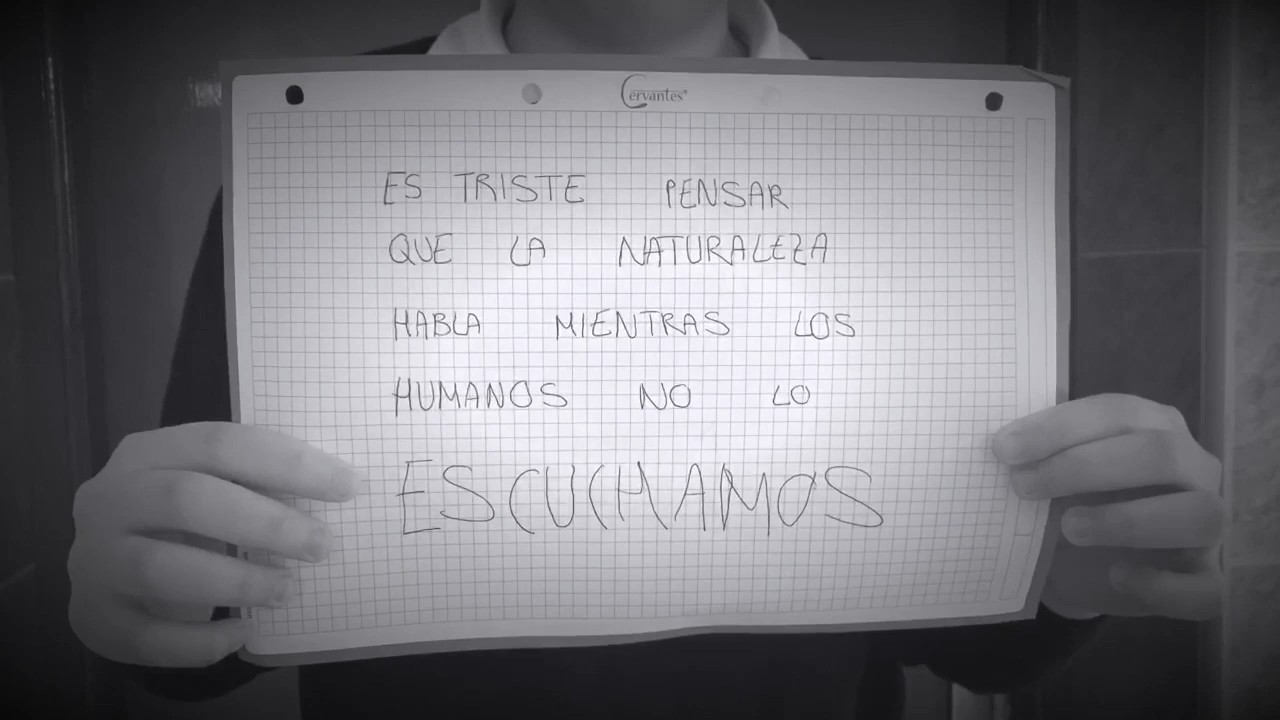 Cervantes
ES TRISTE PENSAR
QUE LA NATURALEZA
HABLA MIENTRAS LOS
HUMANOS NO LO
ESCUCHAMOS